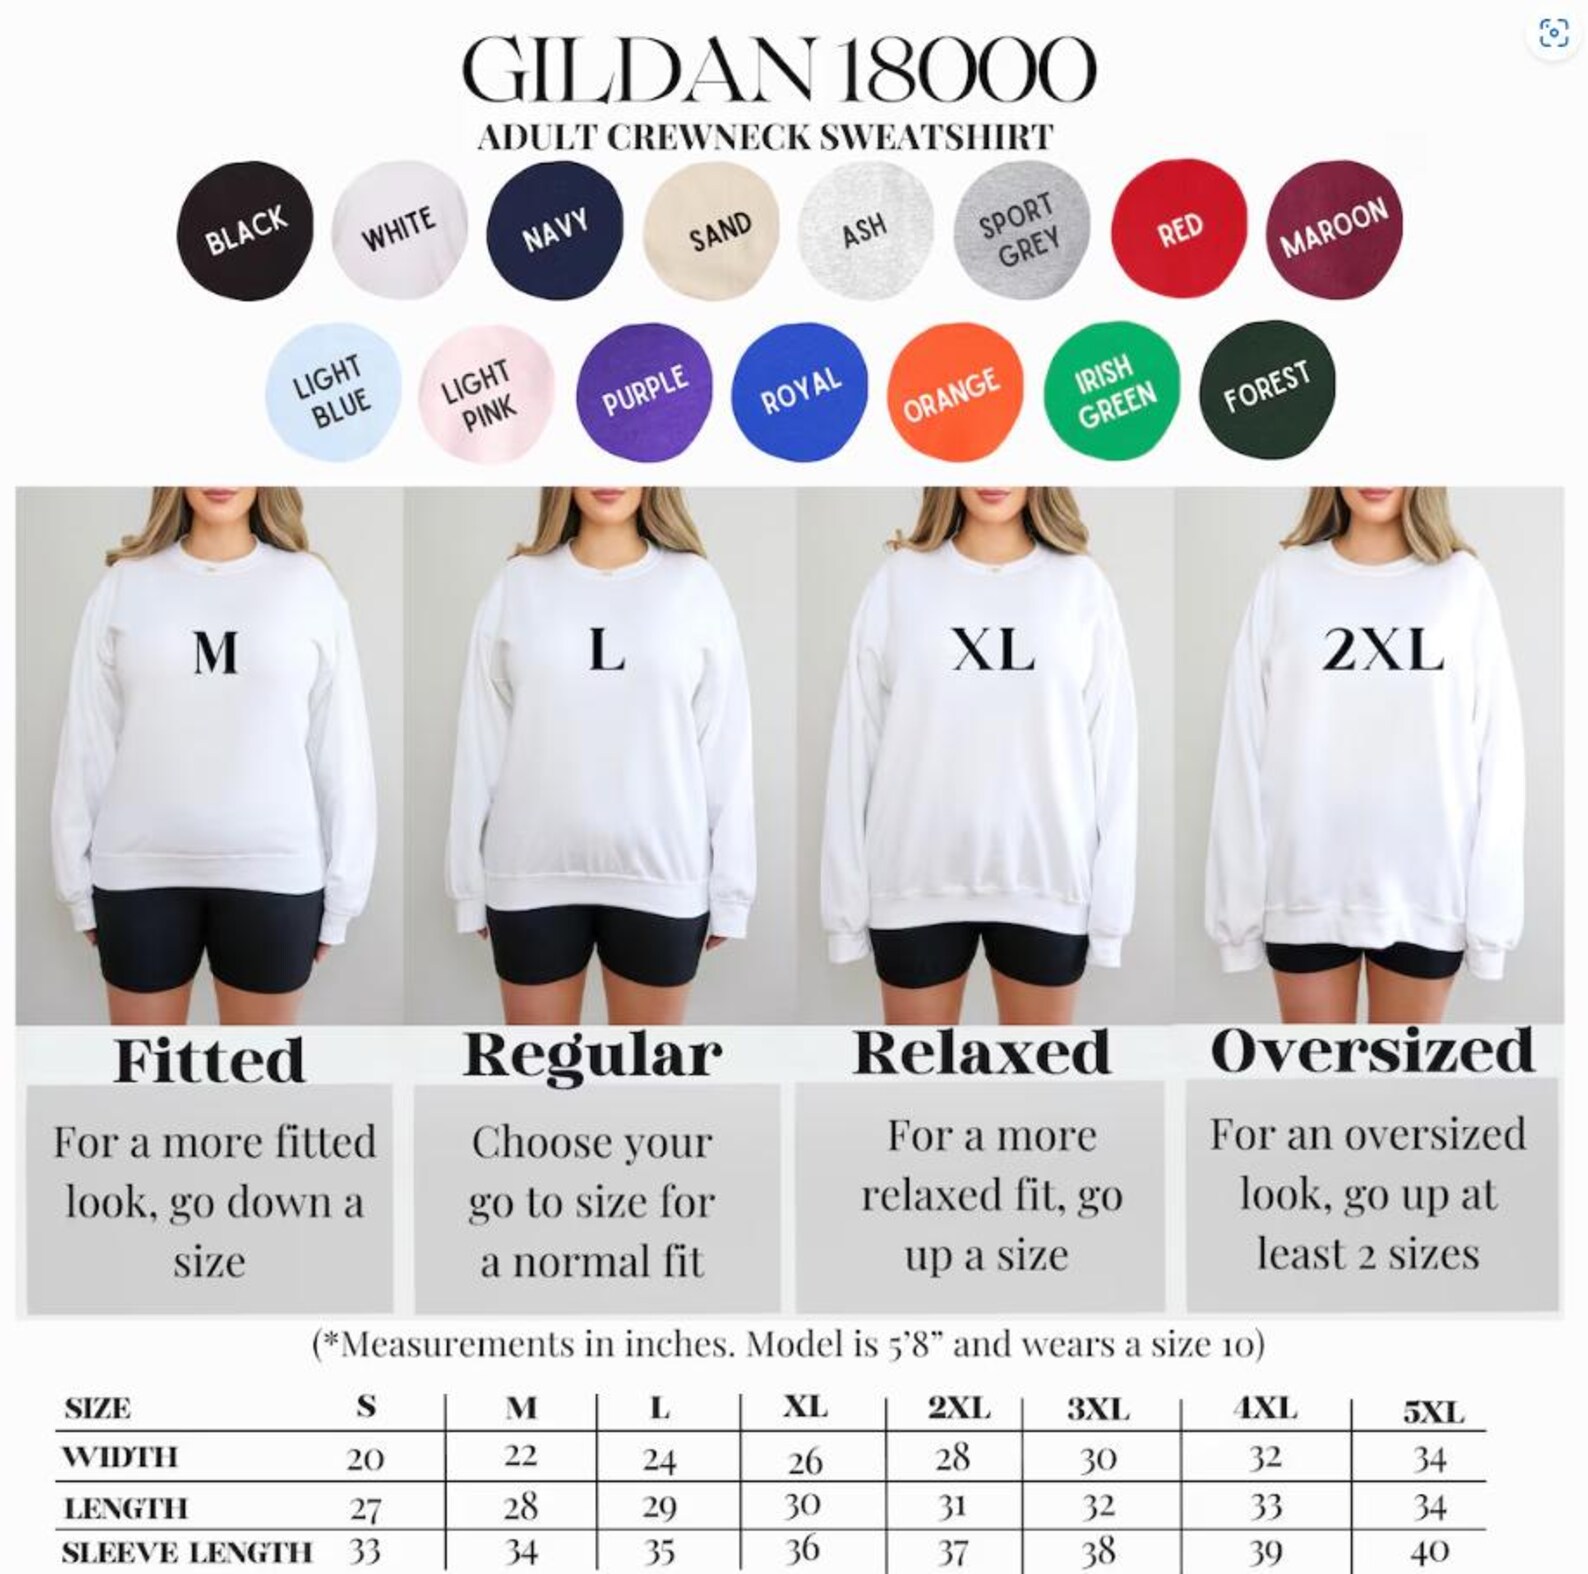 GILDAN 18000
ADULT CREWNECK SWEATSHIRT
BLACK
WHITE
NAVY
SAND
ASH
SPORT
GREY
RED
MAROON
LIGHT
BLUE
LIGHT
PINK
PURPLE
ROYAL
ORANGE
IRISH
GREEN
FOREST
M
L
XL
2XL
Fitted
For a more fitted
look, go down a
size
Regular
Choose your
go to size for
a normal fit
Relaxed
For a more
relaxed fit, go
up a size
Oversized
For an oversized
look, go up at
least 2 sizes
(*Measurements in inches. Model is 5’8” and wears a size 10)
SIZE S M L XL 2XL 3XL 4XL 5XL
WIDTH 20 22 24 26 28 30 32 34
LENGTH 27 28 29 30 31 32 33 34
SLEEVE LENGTH 33 34 35 36 37 38 39 40